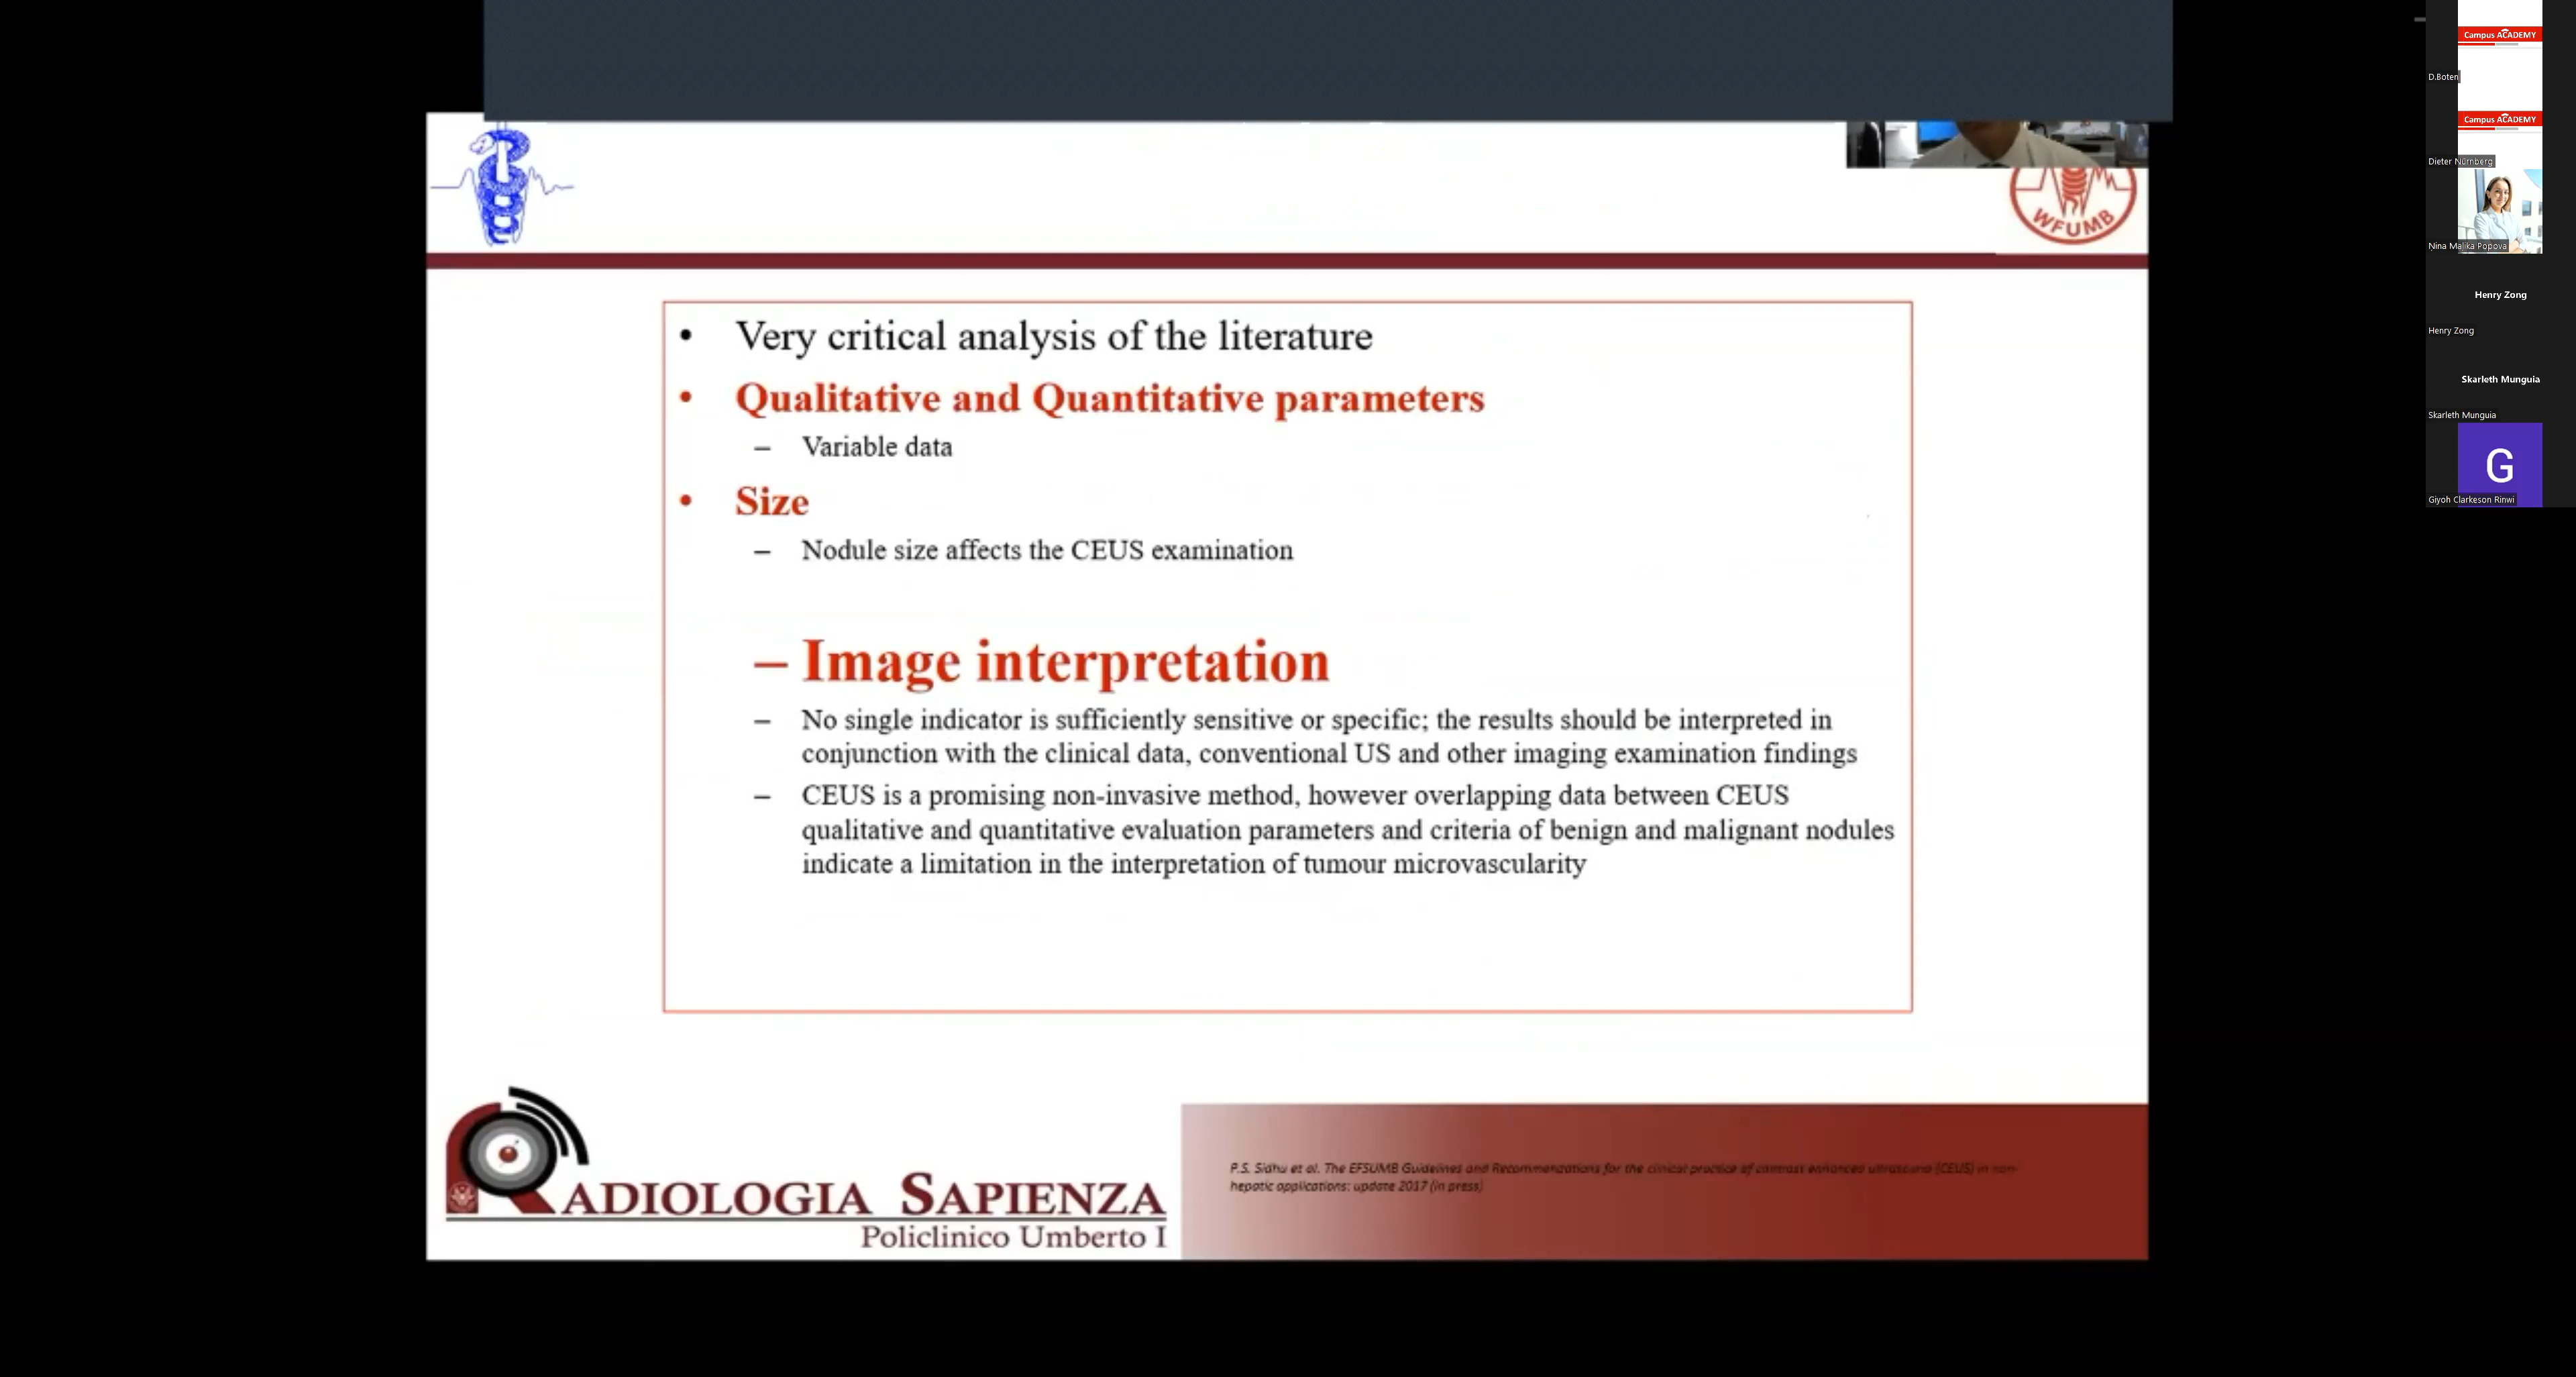 WFUMB
• Very critical analysis of the literature
• Qualitative and Quantitative parameters
– Variable data
• Size
– Nodule size affects the CEUS examination
– Image interpretation
– No single indicator is sufficiently sensitive or specific; the results should be interpreted in
conjunction with the clinical data, conventional US and other imaging examination findings
– CEUS is a promising non-invasive method, however overlapping data between CEUS
qualitative and quantitative evaluation parameters and criteria of benign and malignant nodules
indicate a limitation in the interpretation of tumour microvascularity
RADIOLOGIA SAPIENZA
Policlinico Umberto I
P.S. Sidhu et al. The EFSUMB Guidelines and Recommendations for the clinical practice of contrast enhanced ultrasound (CEUS) in non-
hepatic applications: update 2017 (in press)
Campus ACADEMY
D.Boten
Campus ACADEMY
Dieter Nürnberg
Nina Malika Popova
Henry Zong
Henry Zong
Skarleth Munguia
Skarleth Munguia
G
Giyoh Clarkeson Rinwi